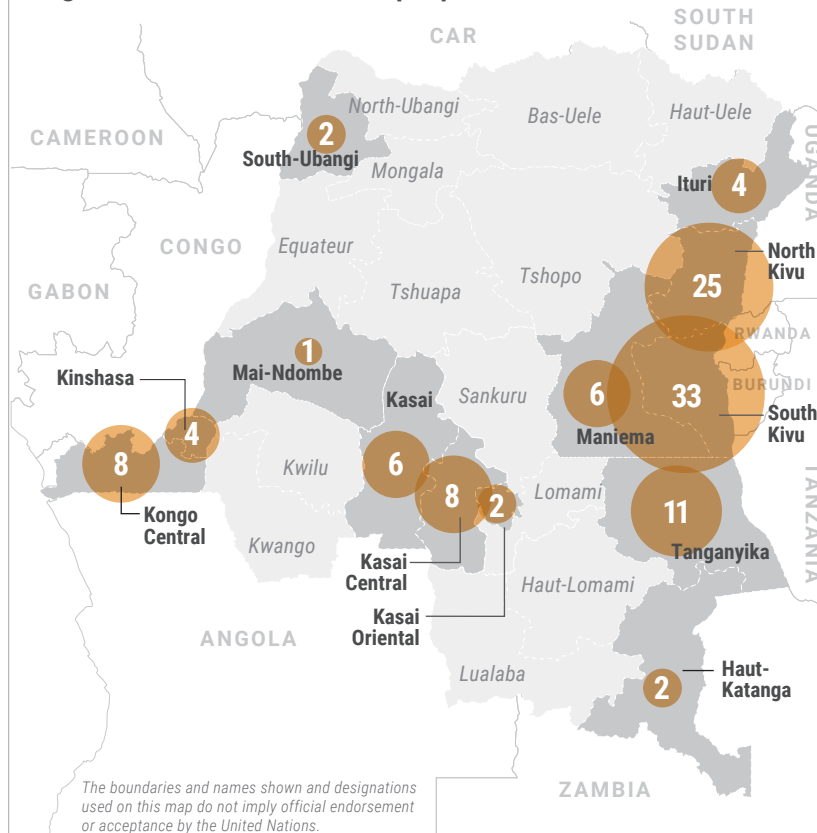 CAR
SOUTH
SUDAN
CAMEROON
North-Ubangi
Bas-Uele
Haut-Uele
UGANDA
2
South-Ubangi
Mongala
Ituri
4
CONGO
Equateur
Tshopo
North
Kivu
25
GABON
Tshuapa
RWANDA
1
Mai-Ndombe
Kinshasa
Kasai
Sankuru
6
33
BURUNDI
South
Kivu
Maniema
4
8
Kwilu
6
8
2
Lomami
11
TANZANIA
Kongo
Central
Kwango
Kasai
Central
Tanganyika
Haut-Lomami
Kasai
Oriental
ANGOLA
Lualaba
2
Haut-
Katanga
The boundaries and names shown and designations
used on this map do not imply official endorsement
or acceptance by the United Nations.
ZAMBIA